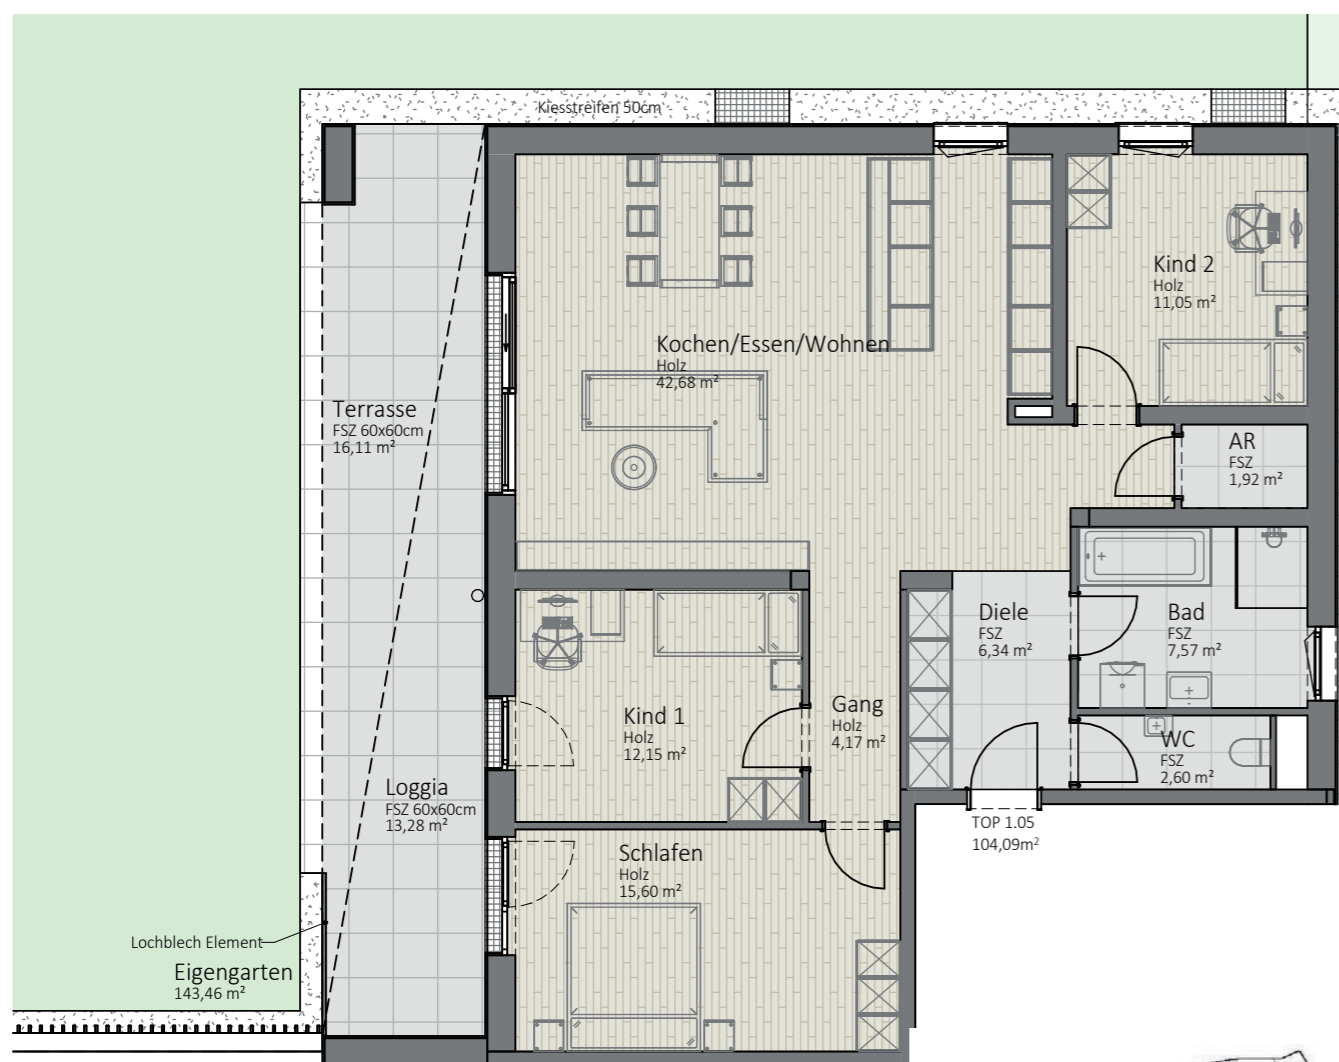 Kiesstreifen 50cm
Kind 2
Holz
11,05 m²
Kochen/Essen/Wohnen
Holz
42,68 m²
Terrasse
FSZ 60x60cm
16,11 m²
AR
FSZ
1,92 m²
Diele
FSZ
6,34 m²
Bad
FSZ
7,57 m²
Kind 1
Holz
12,15 m²
Gang
Holz
4,17 m²
WC
FSZ
2,60 m²
Loggia
FSZ 60x60cm
13,28 m²
TOP 1.05
104,09m²
Schlafen
Holz
15,60 m²
Lochblech Element
Eigengarten
143,46 m²